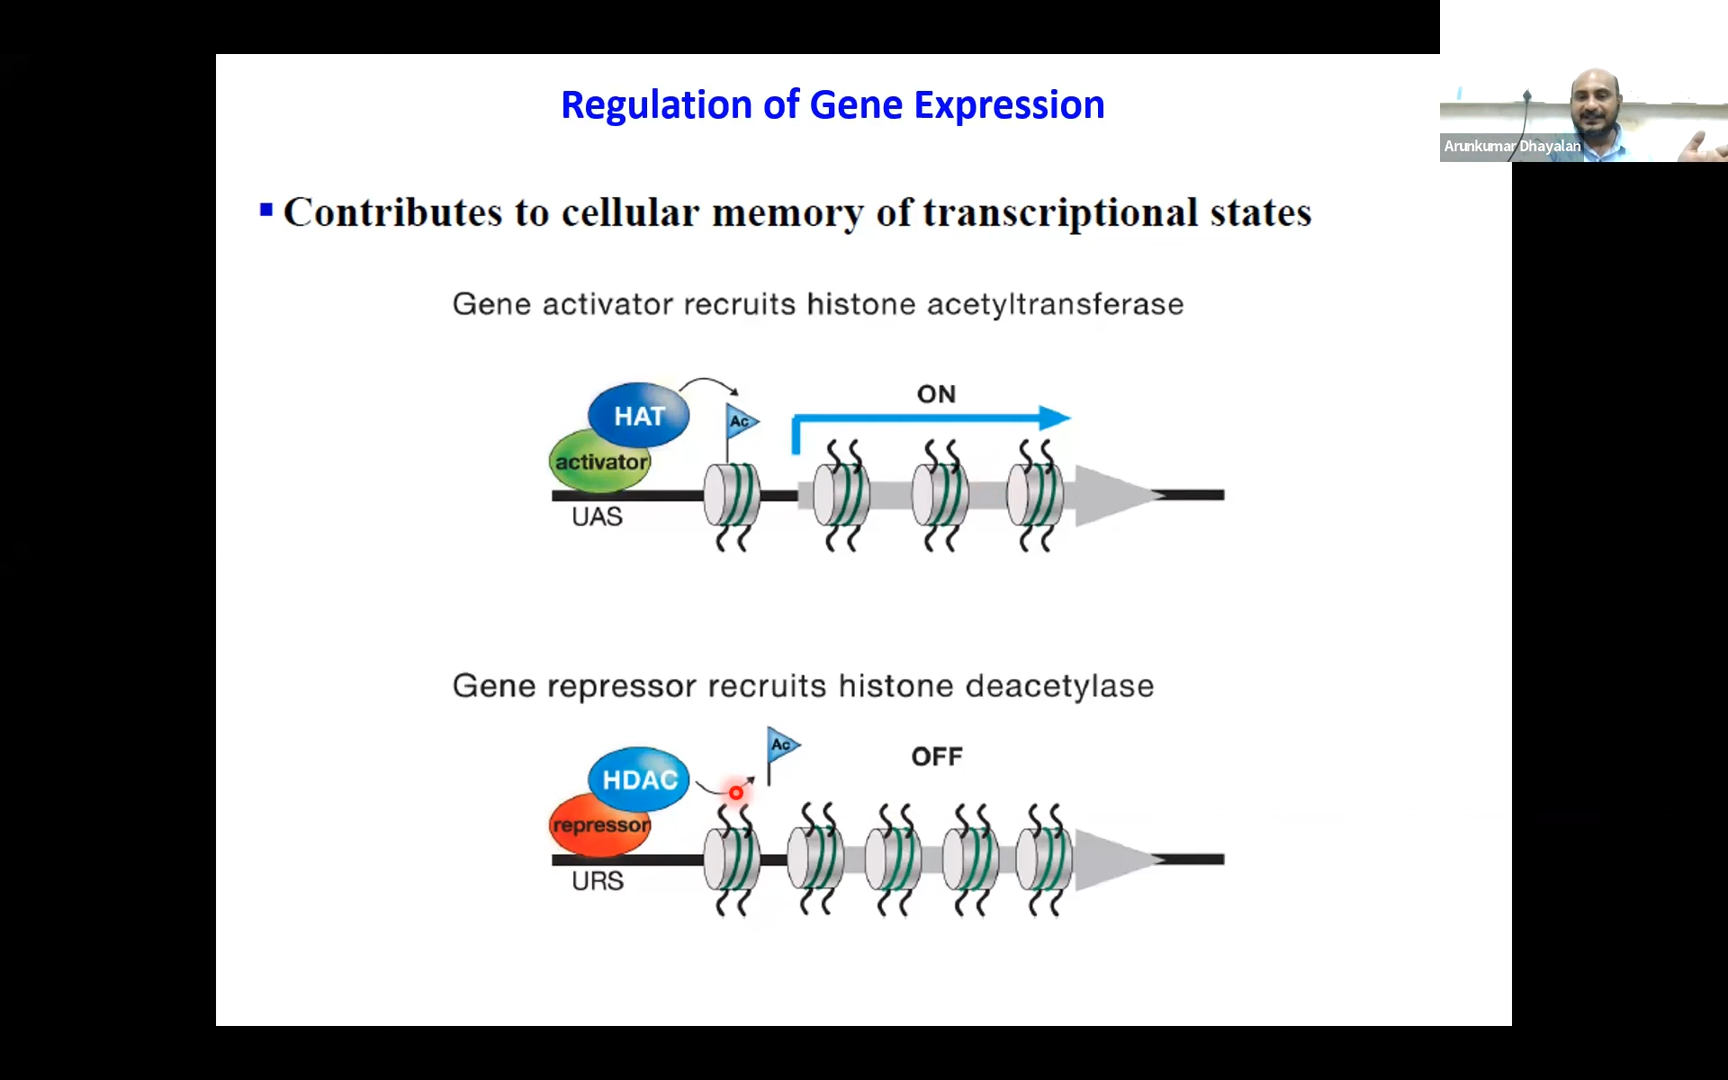 Regulation of Gene Expression
Arunkumar Dhayalan
Contributes to cellular memory of transcriptional states
Gene activator recruits histone acetyltransferase
HAT
Ac
ON
activator
UAS
Gene repressor recruits histone deacetylase
HDAC
Ac
OFF
repressor
URS